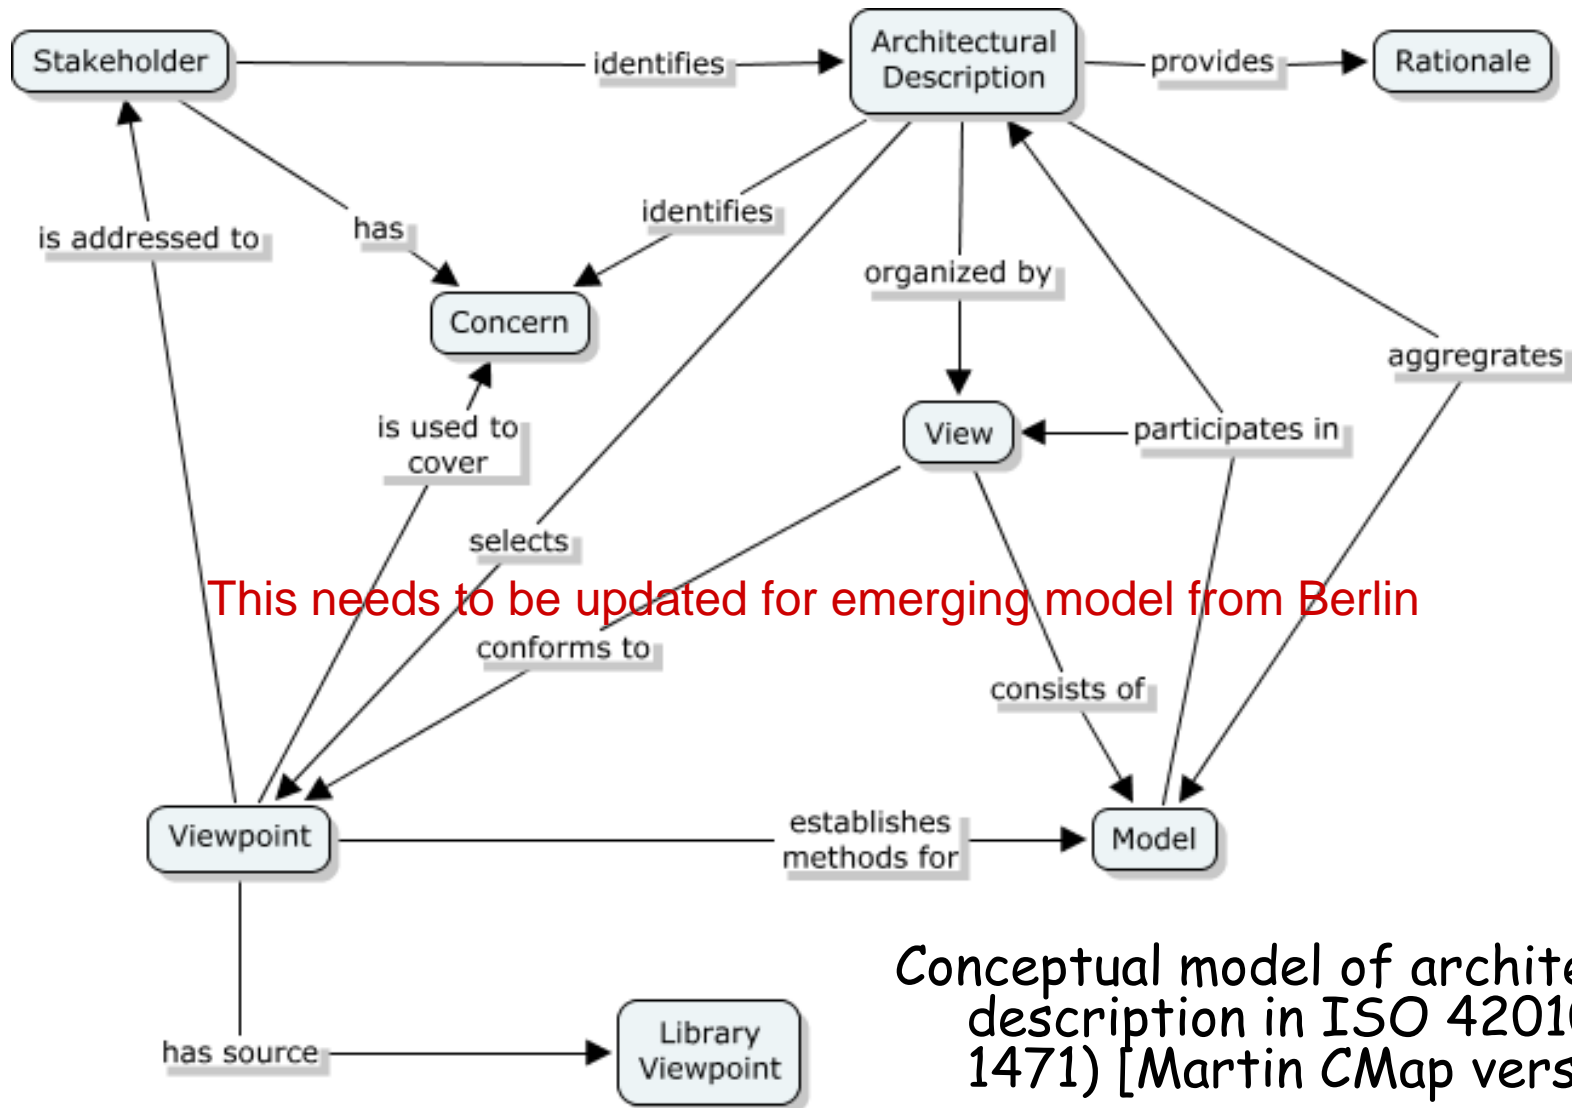 Stakeholder
identifies
Architectural
Description
provides
Rationale
is addressed to
has
identifies
Concern
organized by
aggregrates
is used to
cover
View
participates in
selects
This needs to be updated for emerging model from Berlin
conforms to
consists of
Viewpoint
establishes
methods for
Model
Conceptual model of archite
description in ISO 4201
1471) [Martin CMap vers
has source
Library
Viewpoint